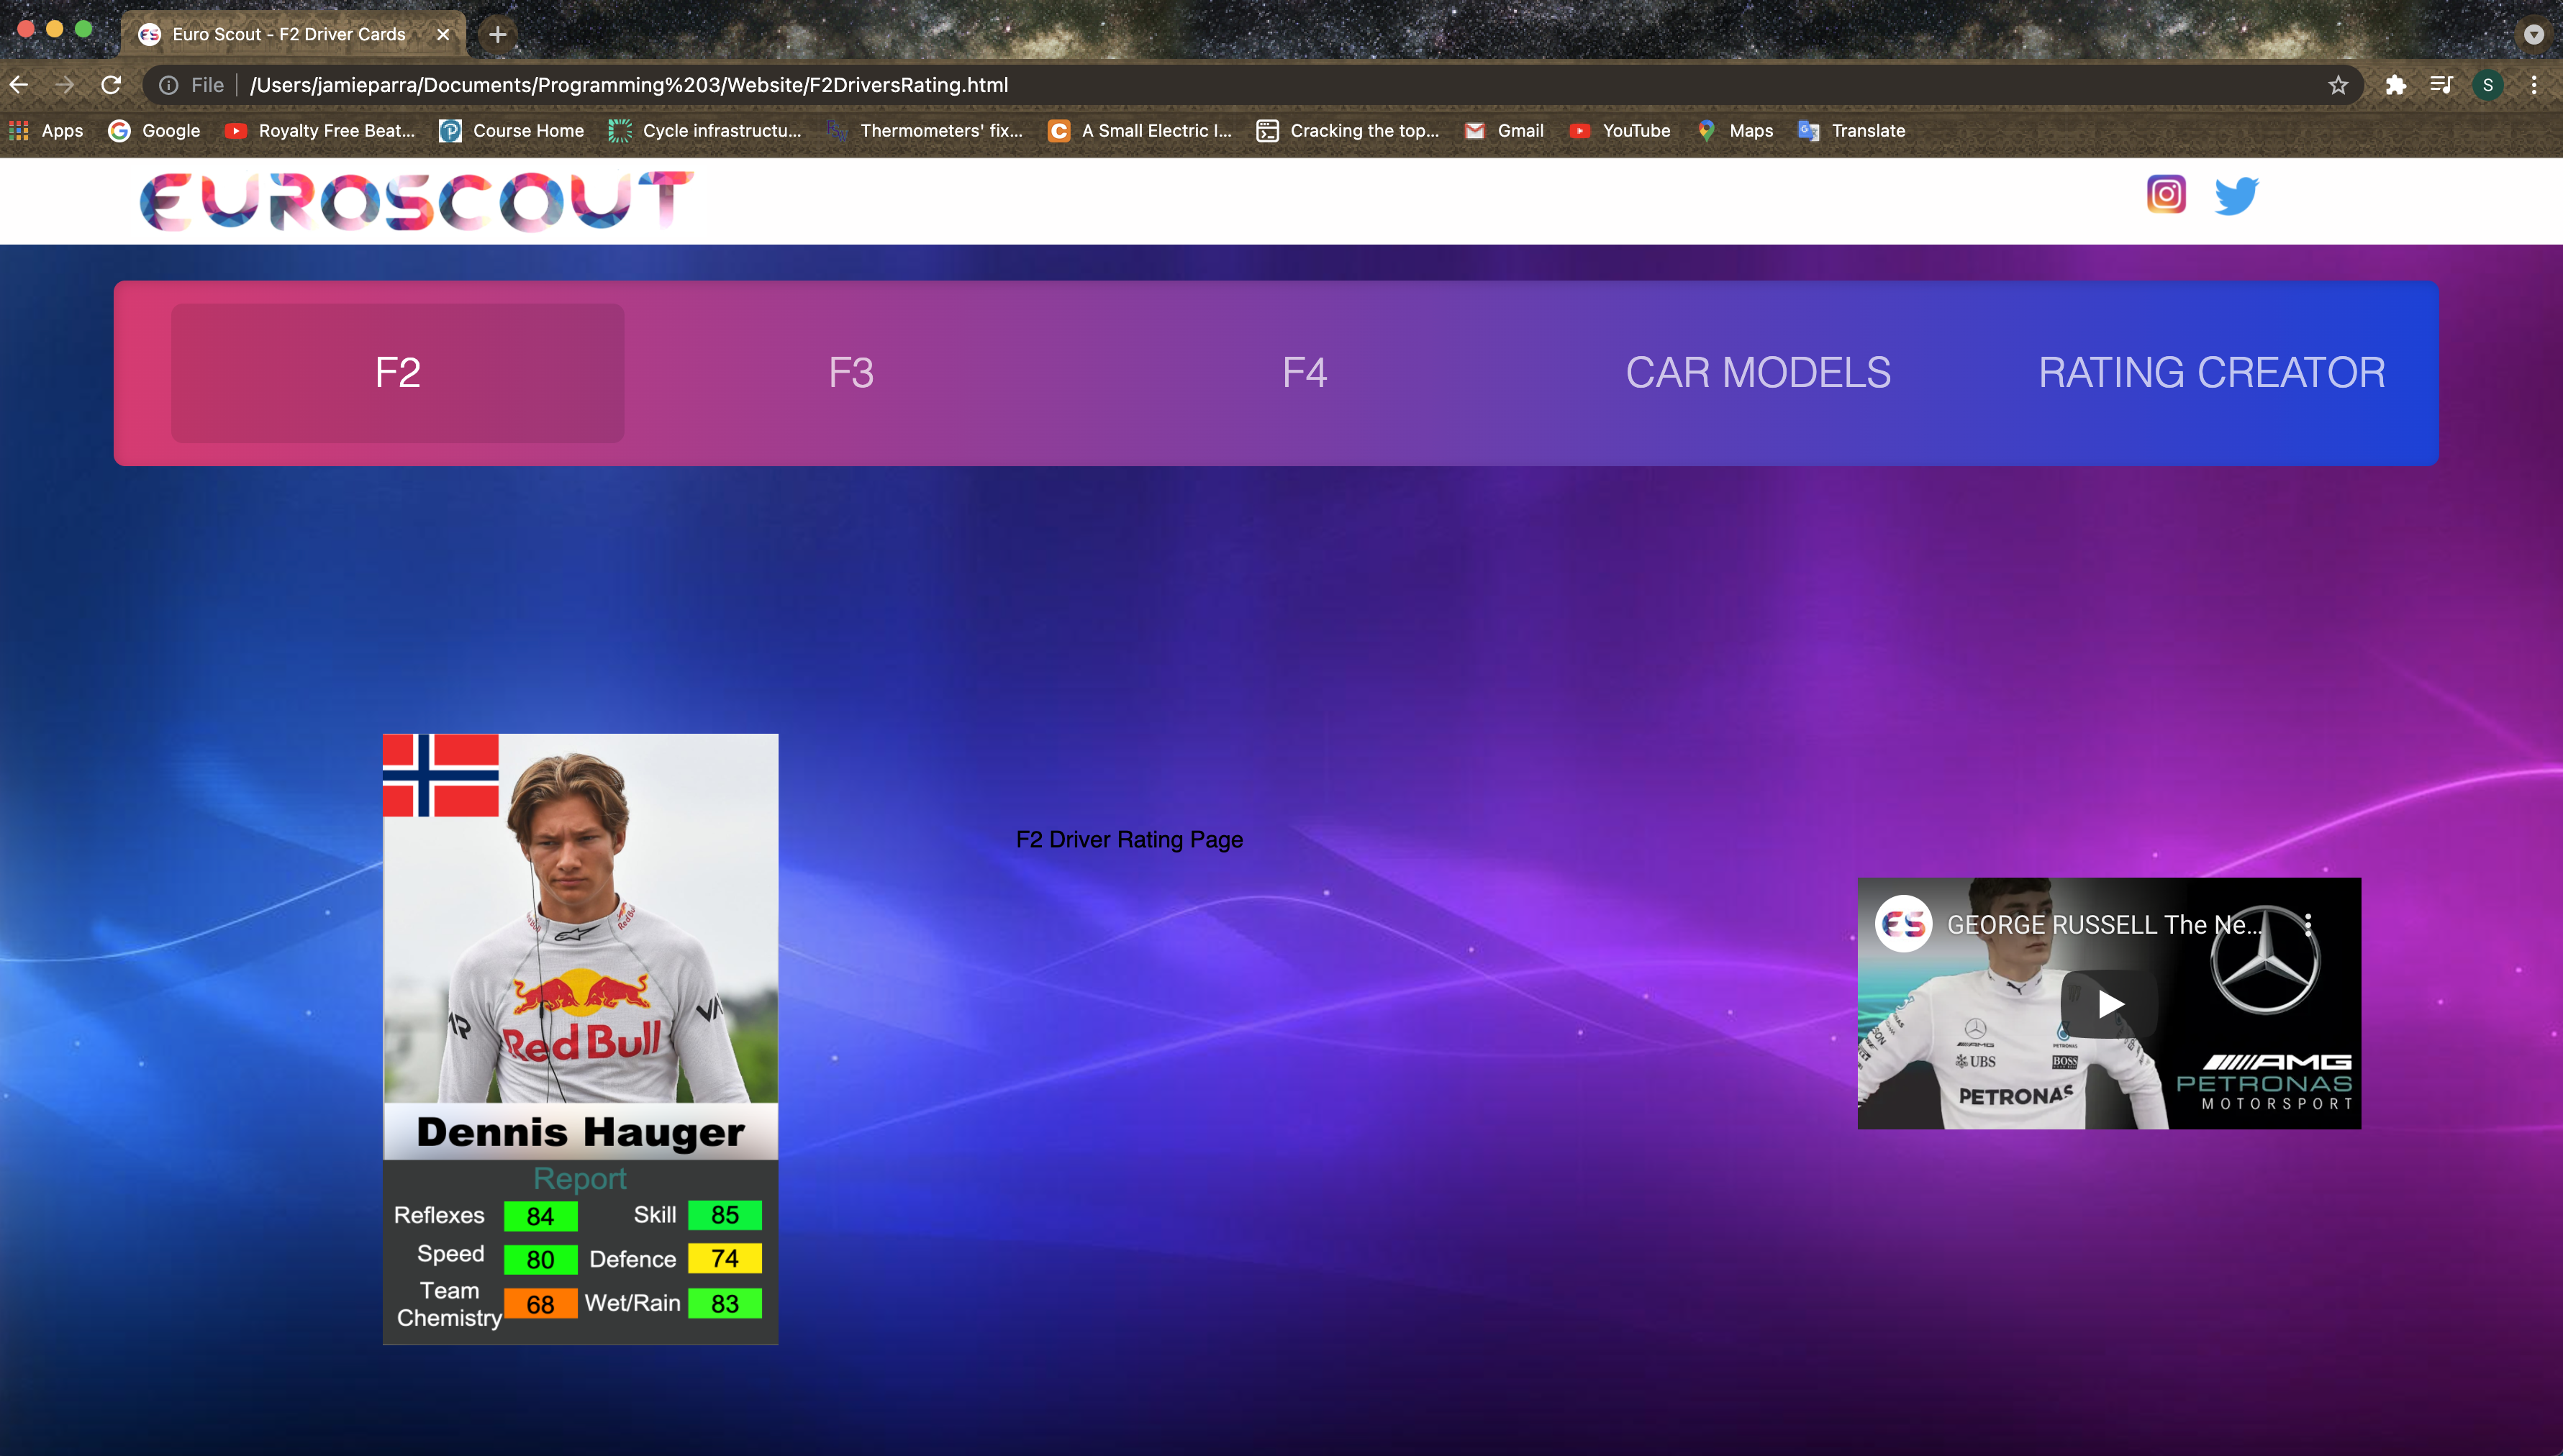 ES Euro Scout - F2 Driver Cards
File /Users/jamieparra/Documents/Programming%203/Website/F2DriversRating.html
S
Apps Google Royalty Free Beat... Course Home Cycle infrastructu... Thermometers' fix... A Small Electric I... Cracking the top... Gmail YouTube Maps Translate
EUROSCOUT
F2 F3 F4 CAR MODELS RATING CREATOR
F2 Driver Rating Page
Red Bull
Dennis Hauger
Report
Reflexes 84 Skill 85
Speed 80 Defence 74
Team Chemistry 68 Wet/Rain 83
ES GEORGE RUSSELL The Ne...
AMG
UBS BOSS
PETRONAS
AMG
PETRONAS
MOTORSPORT